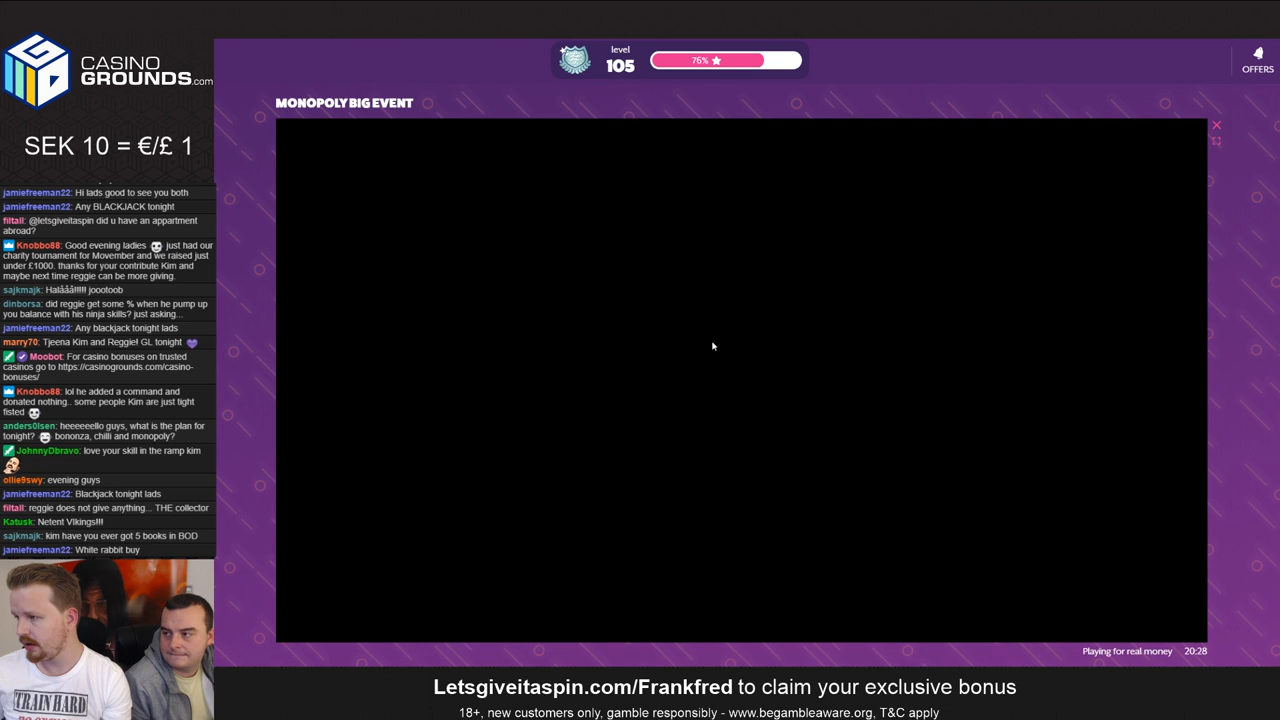 CASINO
GROUNDS.com
SEK 10 = €/£ 1
level
105
76%
OFFERS
MONOPOLY BIG EVENT
jamiefreeman22: Hi lads good to see you both
jamiefreeman22: Any BLACKJACK tonight
filtall: @letsgiveitaspin did u have an appartment
abroad?
Knobbo88: Good evening ladies just had our
charity tournament for Movember and we raised just
under £1000. thanks for your contribute Kim and
maybe next time reggie can be more giving.
sajkmajk: Halååå!!!!! joootoob
dinborsa: did reggie get some % when he pump up
you balance with his ninja skills? just asking...
jamiefreeman22: Any blackjack tonight lads
marry70: Tjeena Kim and Reggie! GL tonight
Moobot: For casino bonuses on trusted
casinos go to https://casinogrounds.com/casino-
bonuses/
Knobbo88: lol he added a command and
donated nothing.. some people Kim are just tight
fisted
anders0lsen: heeeeeello guys, what is the plan for
tonight? bononza, chilli and monopoly?
JohnnyDbravo: love your skill in the ramp kim
ollie9swy: evening guys
jamiefreeman22: Blackjack tonight lads
filtall: reggie does not give anything... THE collector
Katusk: Netent VIkings!!!
sajkmajk: kim have you ever got 5 books in BOD
jamiefreeman22: White rabbit buy
TRAIN HARD
Playing for real money 20:28
Letsgiveitaspin.com/Frankfred to claim your exclusive bonus
18+, new customers only, gamble responsibly - www.begambleaware.org, T&C apply